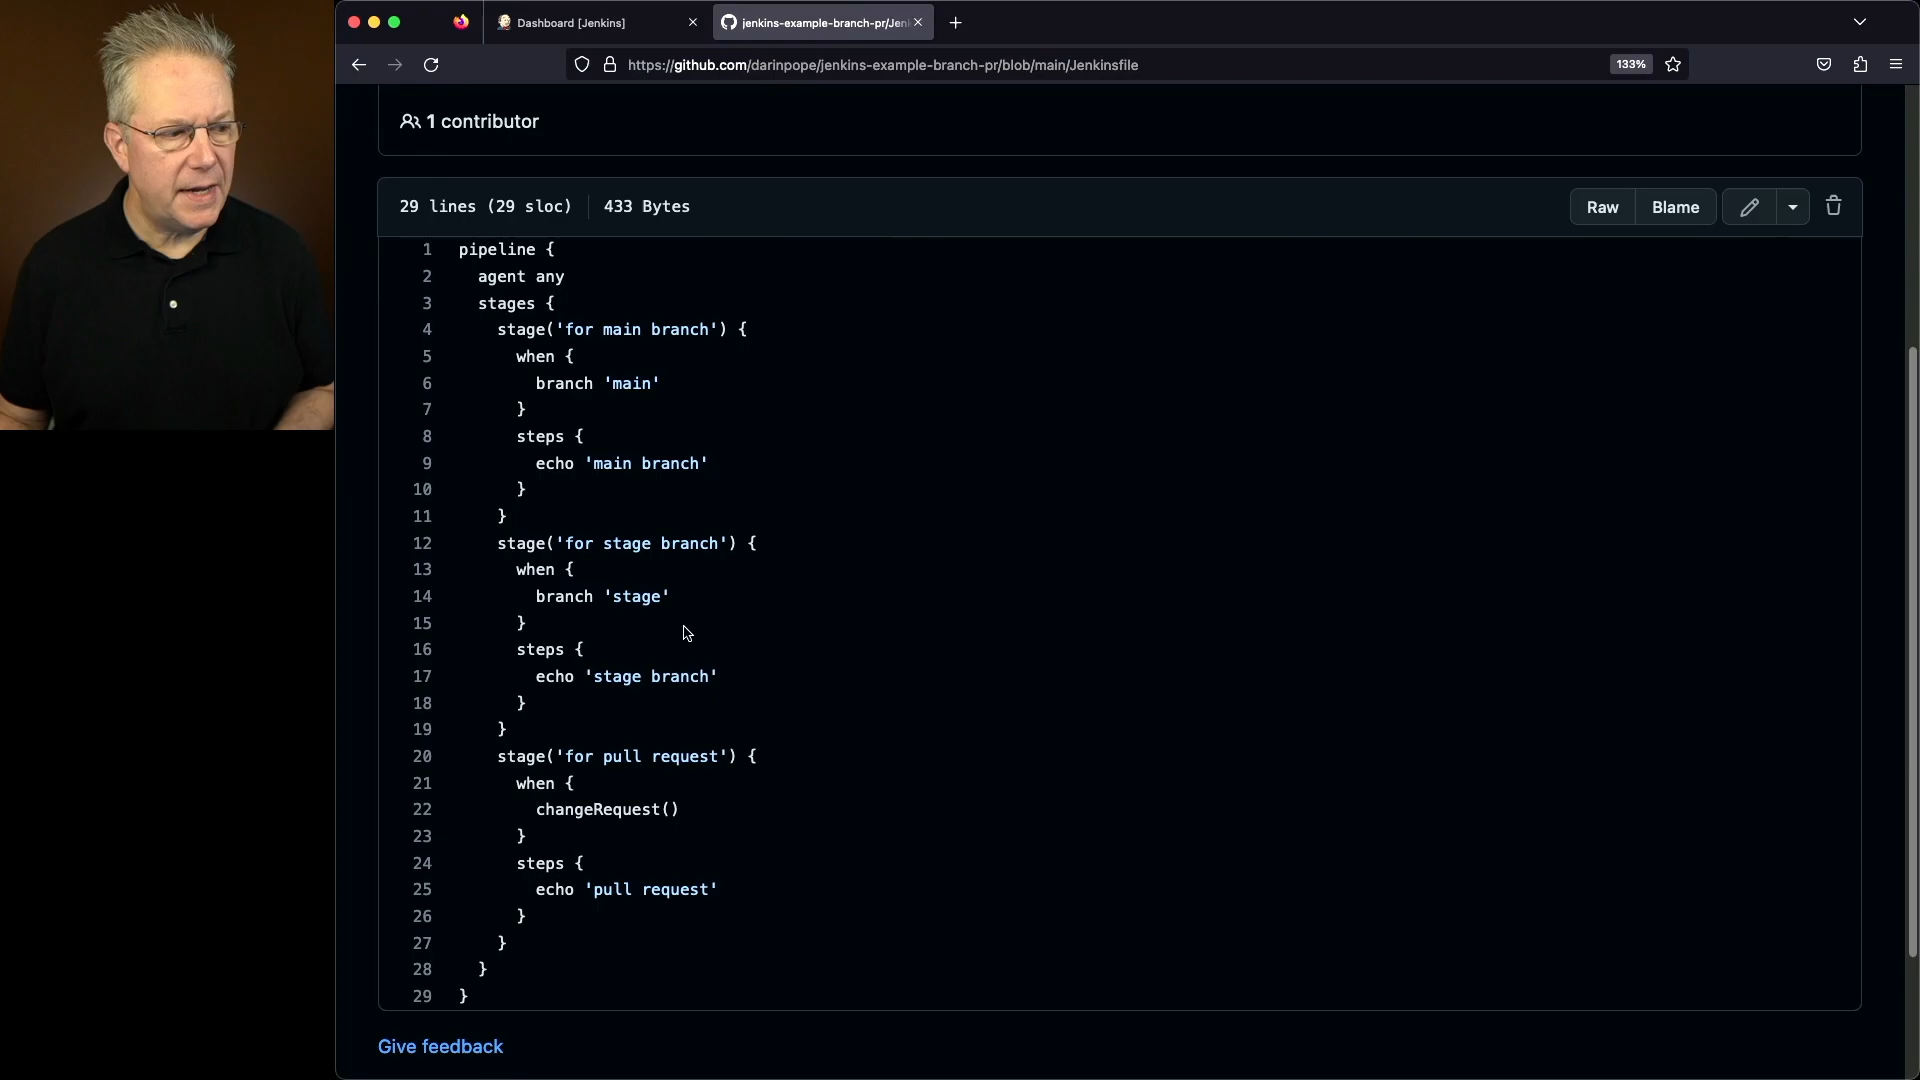 Dashboard [Jenkins]
jenkins-example-branch-pr/Jen
https://github.com/darinpope/jenkins-example-branch-pr/blob/main/Jenkinsfile
133%
1 contributor
29 lines (29 sloc)
433 Bytes
Raw
Blame
1 pipeline {
2 agent any
3 stages {
4 stage('for main branch') {
5 when {
6 branch 'main'
7 }
8 steps {
9 echo 'main branch'
10 }
11 }
12 stage('for stage branch') {
13 when {
14 branch 'stage'
15 }
16 steps {
17 echo 'stage branch'
18 }
19 }
20 stage('for pull request') {
21 when {
22 changeRequest()
23 }
24 steps {
25 echo 'pull request'
26 }
27 }
28 }
29 }
Give feedback